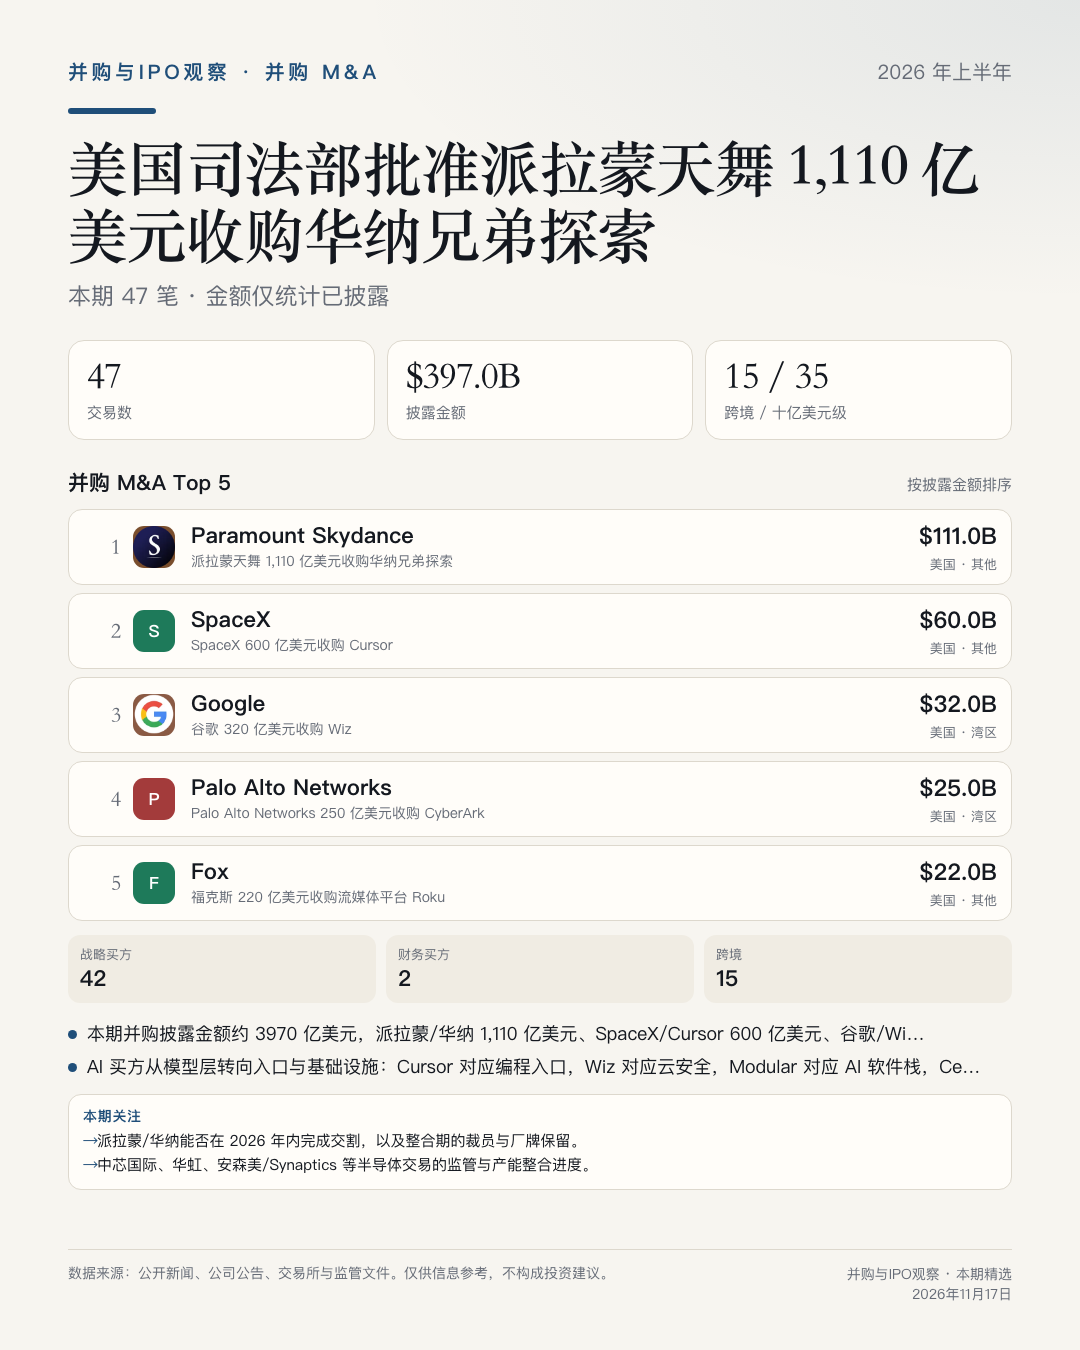 并购与IPO观察 · 并购 M&A
2026 年上半年
美国司法部批准派拉蒙天舞 1,110 亿
美元收购华纳兄弟探索
本期 47 笔 · 金额仅统计已披露
47
交易数
$397.0B
披露金额
15 / 35
跨境 / 十亿美元级
并购 M&A Top 5
按披露金额排序
1
S
Paramount Skydance
派拉蒙天舞 1,110 亿美元收购华纳兄弟探索
$111.0B
美国 · 其他
2
S
SpaceX
SpaceX 600 亿美元收购 Cursor
$60.0B
美国 · 其他
3
G
Google
谷歌 320 亿美元收购 Wiz
$32.0B
美国 · 湾区
4
P
Palo Alto Networks
Palo Alto Networks 250 亿美元收购 CyberArk
$25.0B
美国 · 湾区
5
F
Fox
福克斯 220 亿美元收购流媒体平台 Roku
$22.0B
美国 · 其他
战略买方
42
财务买方
2
跨境
15
本期并购披露金额约 3970 亿美元，派拉蒙/华纳 1,110 亿美元、SpaceX/Cursor 600 亿美元、谷歌/Wi…
AI 买方从模型层转向入口与基础设施：Cursor 对应编程入口，Wiz 对应云安全，Modular 对应 AI 软件栈，Ce…
本期关注
→派拉蒙/华纳能否在 2026 年内完成交割，以及整合期的裁员与厂牌保留。
→中芯国际、华虹、安森美/Synaptics 等半导体交易的监管与产能整合进度。
数据来源：公开新闻、公司公告、交易所与监管文件。仅供信息参考，不构成投资建议。
并购与IPO观察 · 本期精选
2026年11月17日